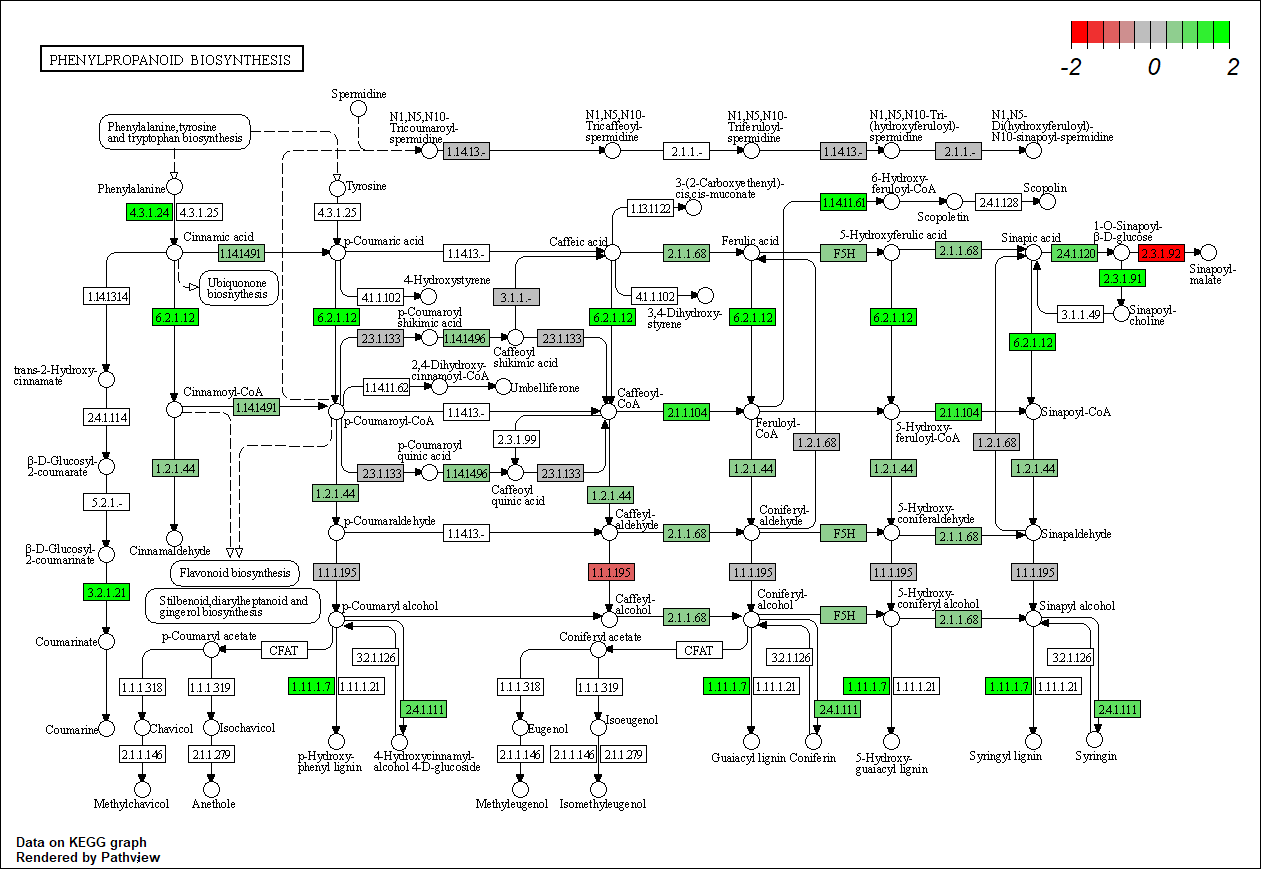 PHENYLPROPANOID BIOSYNTHESIS
-2 0 2
Spermidine
Phenylalanine,tyrosine
and tryptophan biosynthesis
N1,N5,N10-
Tricoumaroyl-
spermidine
1.14.13.-
N1,N5,N10-
Tricaffeoyl-
spermidine
2.1.1.-
N1,N5,N10-
Triferuloyl-
spermidine
1.14.13.-
N1,N5,N10-Tri-
(hydroxyferuloyl)-
spermidine
2.1.1.-
N1,N5-
Di(hydroxyferuloyl)-
N10-sinapoyl-spermidine
Phenylalanine
Tyrosine
3-(2-Carboxyethenyl)-
cis,cis-muconate
6-Hydroxy-
feruloyl-CoA
Scopolin
4.3.1.24
4.3.1.25
4.3.1.25
1.13.11.22
1.14.11.61
2.4.1.128
Scopoletin
Cinnamic acid
1.14.14.91
p-Coumaric acid
1.14.13.-
Caffeic acid
2.1.1.68
Ferulic acid
F5H
5-Hydroxyferulic acid
2.1.1.68
Sinapic acid
2.4.1.120
1-O-Sinapoyl-
β-D-glucose
2.3.1.92
Sinapoyl-
malate
2.3.1.91
Ubiquonone
biosnythesis
4-Hydroxystyrene
4.1.1.102
3.1.1.-
4.1.1.102
3,4-Dihydroxy-
styrene
3.1.1.49
Sinapoyl-
choline
1.14.13.14
6.2.1.12
6.2.1.12
p-Coumaroyl
shikimic acid
6.2.1.12
6.2.1.12
6.2.1.12
6.2.1.12
2.3.1.133
1.14.14.96
2.3.1.133
Caffeoyl
shikimic acid
trans-2-Hydroxy-
cinnamate
2,4-Dihydroxy-
cinnamoyl-CoA
1.14.11.62
Umbelliferone
Cinnamoyl-CoA
1.14.14.91
p-Coumaroyl-CoA
1.14.13.-
Caffeoyl-
CoA
2.1.1.104
Feruloyl-
CoA
2.1.1.104
5-Hydroxy-
feruloyl-CoA
Sinapoyl-CoA
2.4.1.114
2.3.1.99
1.2.1.68
1.2.1.68
β-D-Glucosyl-
2-coumarate
1.2.1.44
p-Coumaroyl
quinic acid
2.3.1.133
1.14.14.96
2.3.1.133
Caffeoyl
quinic acid
1.2.1.44
1.2.1.44
1.2.1.44
1.2.1.44
1.2.1.44
5.2.1.-
p-Coumaraldehyde
1.14.13.-
Caffeyl-
aldehyde
2.1.1.68
Coniferyl-
aldehyde
F5H
5-Hydroxy-
coniferaldehyde
2.1.1.68
Sinapaldehyde
β-D-Glucosyl-
2-coumarinate
Cinnamaldehyde
Flavonoid biosynthesis
1.1.1.195
1.1.1.195
1.1.1.195
1.1.1.195
1.1.1.195
3.2.1.21
Stilbenoid,diarylheptanoid and
gingerol biosynthesis
p-Coumaryl alcohol
Caffeyl-
alcohol
2.1.1.68
Coniferyl-
alcohol
F5H
5-Hydroxy-
coniferyl alcohol
2.1.1.68
Sinapyl alcohol
Coumarinate
p-Coumaryl acetate
CFAT
Coniferyl acetate
CFAT
3.2.1.126
3.2.1.126
3.2.1.126
1.1.1.318
1.1.1.319
1.11.1.7
1.11.1.21
1.1.1.318
1.1.1.319
1.11.1.7
1.11.1.21
1.11.1.7
1.11.1.21
1.11.1.7
1.11.1.21
2.4.1.111
2.4.1.111
2.4.1.111
Coumarine
Chavicol
Isochavicol
Eugenol
Isoeugenol
2.1.1.146
2.1.1.279
2.1.1.146
2.1.1.146
2.1.1.279
p-Hydroxy-
phenyl lignin
4-Hydroxycinnamyl-
alcohol 4-D-glucoside
Guaiacyl lignin
Coniferin
5-Hydroxy-
guaiacyl lignin
Syringyl lignin
Syringin
Methylchavicol
Anethole
Methyleugenol
Isomethyleugenol
Data on KEGG graph
Rendered by Pathview